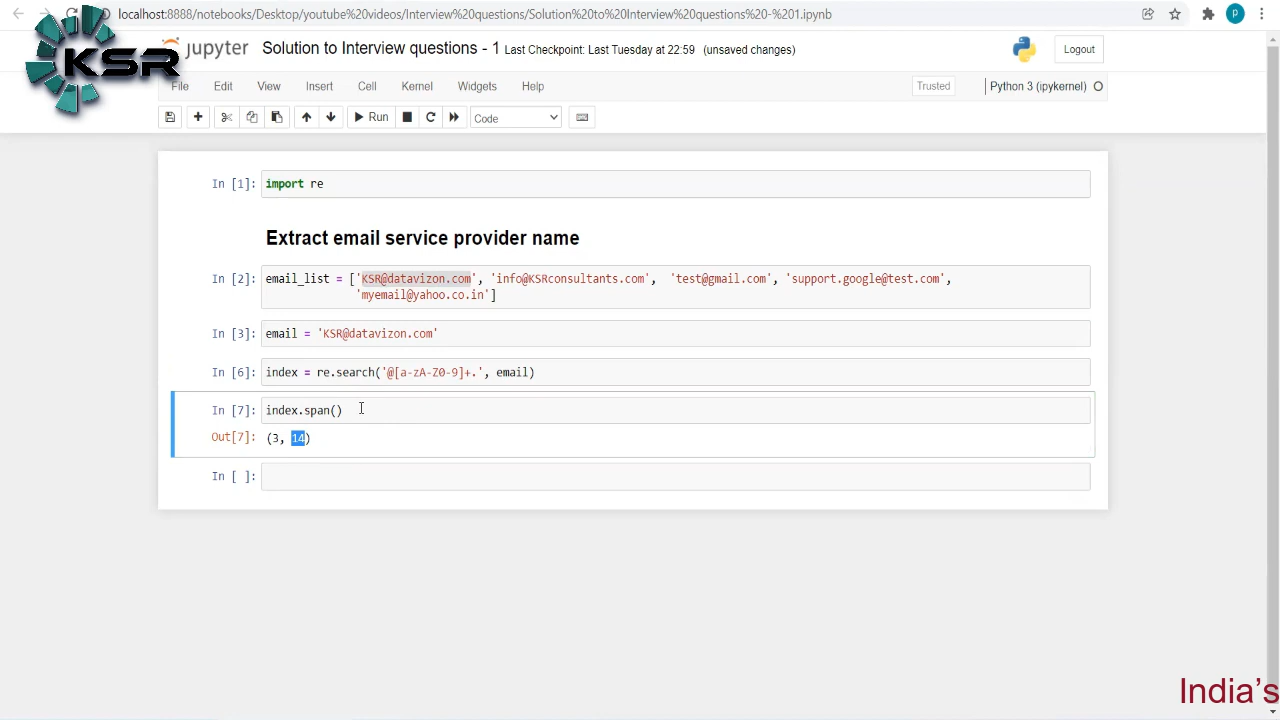 localhost:8888/notebooks/Desktop/youtube%20videos/Interview%20questions/Solution%20to%20Interview%20questions%20-%201.ipynb
P
KSR
jupyter Solution to Interview questions - 1 Last Checkpoint: Last Tuesday at 22:59 (unsaved changes) Logout
File Edit View Insert Cell Kernel Widgets Help Trusted Python 3 (ipykernel)
Run Code
In [1]: import re
Extract email service provider name
In [2]: email_list = ['KSR@datavizon.com', 'info@KSRconsultants.com', 'test@gmail.com', 'support.google@test.com',
'myemail@yahoo.co.in']
In [3]: email = 'KSR@datavizon.com'
In [6]: index = re.search('@[a-zA-Z0-9]+.', email)
In [7]: index.span()
Out[7]: (3, 14)
In [ ]:
India's